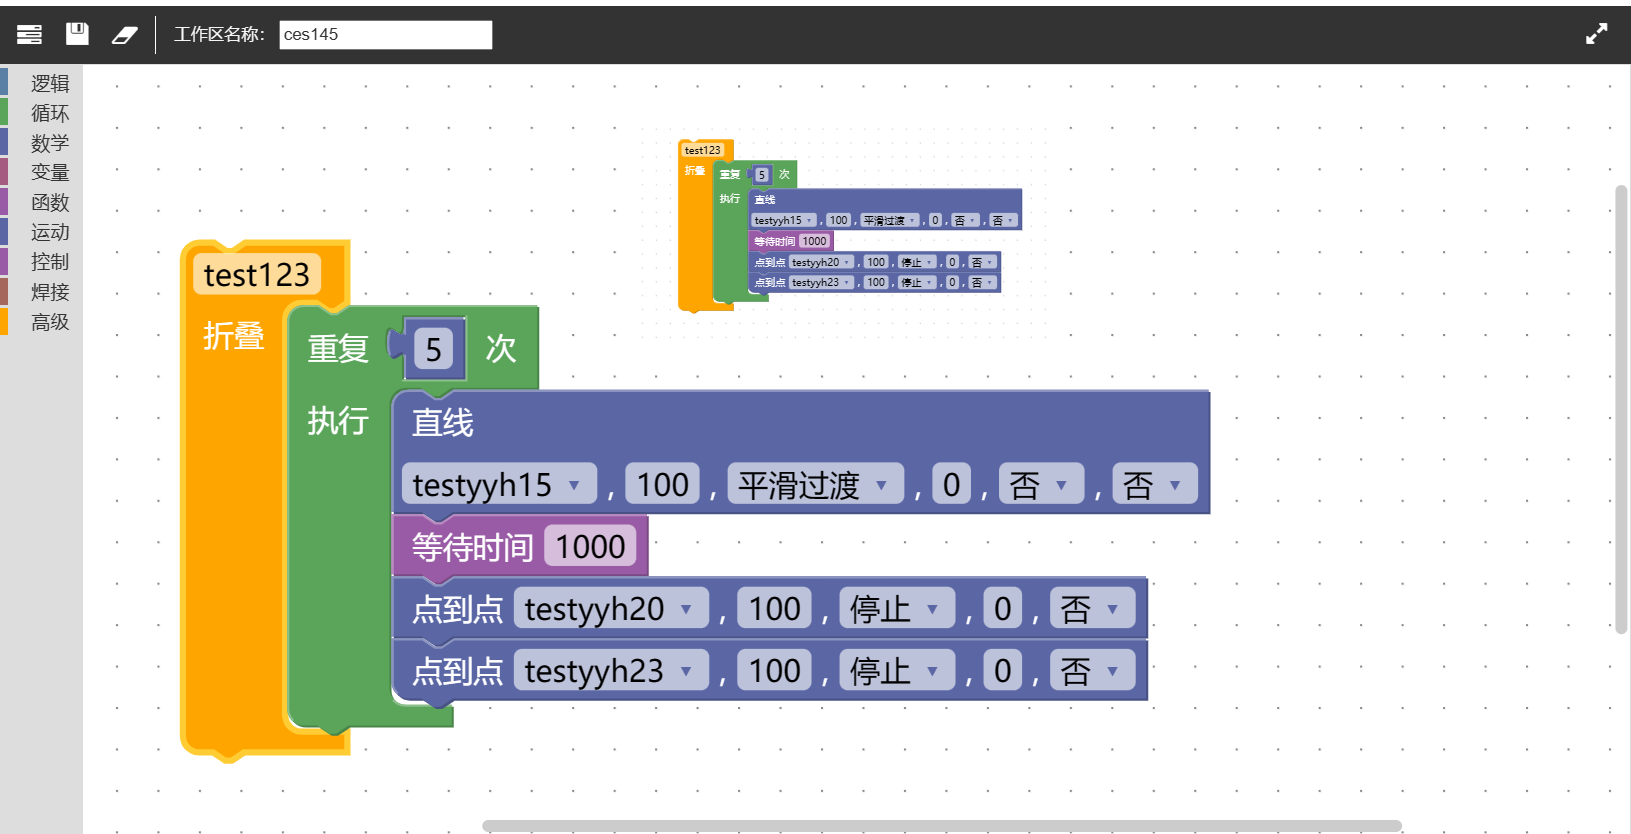 工作区名称: ces145
逻辑
循环
数学
变量
函数
运动
控制
焊接
高级
test123
折叠
重复 5 次
执行
直线
testyyh15 , 100 , 平滑过渡 , 0 , 否 , 否
等待时间 1000
点到点 testyyh20 , 100 , 停止 , 0 , 否
点到点 testyyh23 , 100 , 停止 , 0 , 否
test123
折叠
重复 5 次
执行
直线
testyyh15 , 100 , 平滑过渡 , 0 , 否 , 否
等待时间 1000
点到点 testyyh20 , 100 , 停止 , 0 , 否
点到点 testyyh23 , 100 , 停止 , 0 , 否